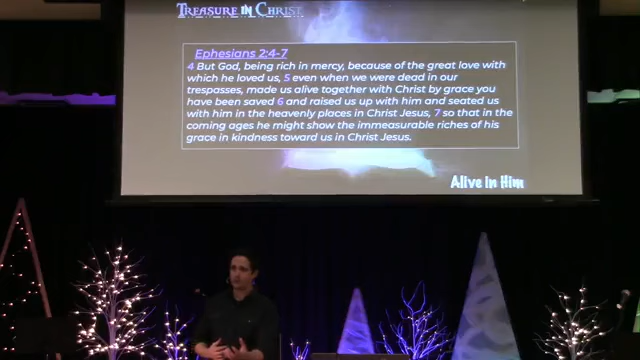 TREASURE IN CHRIST
Ephesians 2:4-7
4 But God, being rich in mercy, because of the great love with
which he loved us, 5 even when we were dead in our
trespasses, made us alive together with Christ by grace you
have been saved 6 and raised us up with him and seated us
with him in the heavenly places in Christ Jesus, 7 so that in the
coming ages he might show the immeasurable riches of his
grace in kindness toward us in Christ Jesus.
Alive in Him